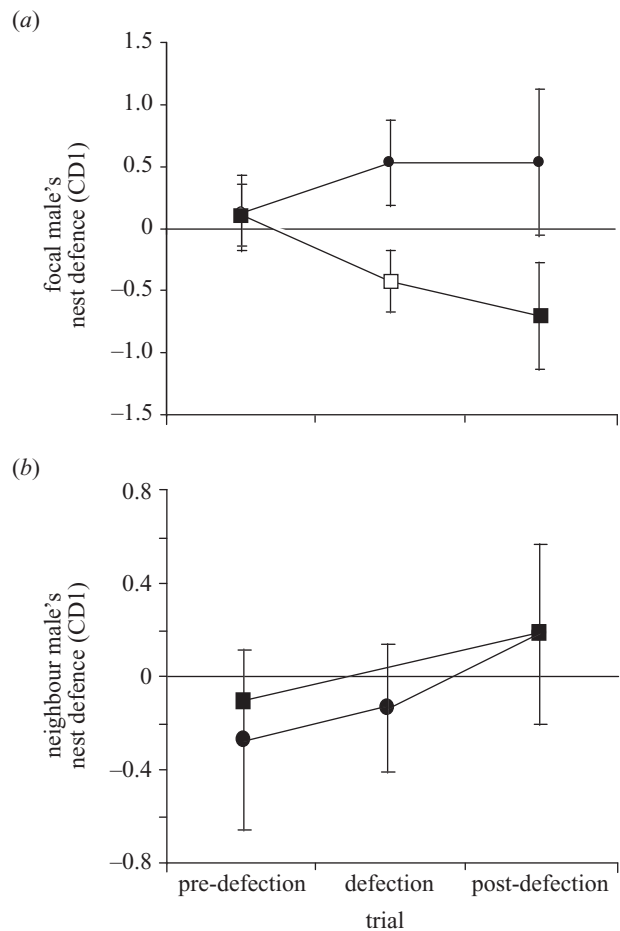 (a)
1.5
1.0
0.5
0
–0.5
–1.0
–1.5
focal male's
nest defence (CD1)
(b)
0.8
0.4
0
–0.4
–0.8
neighbour male's
nest defence (CD1)
pre-defection defection post-defection
trial